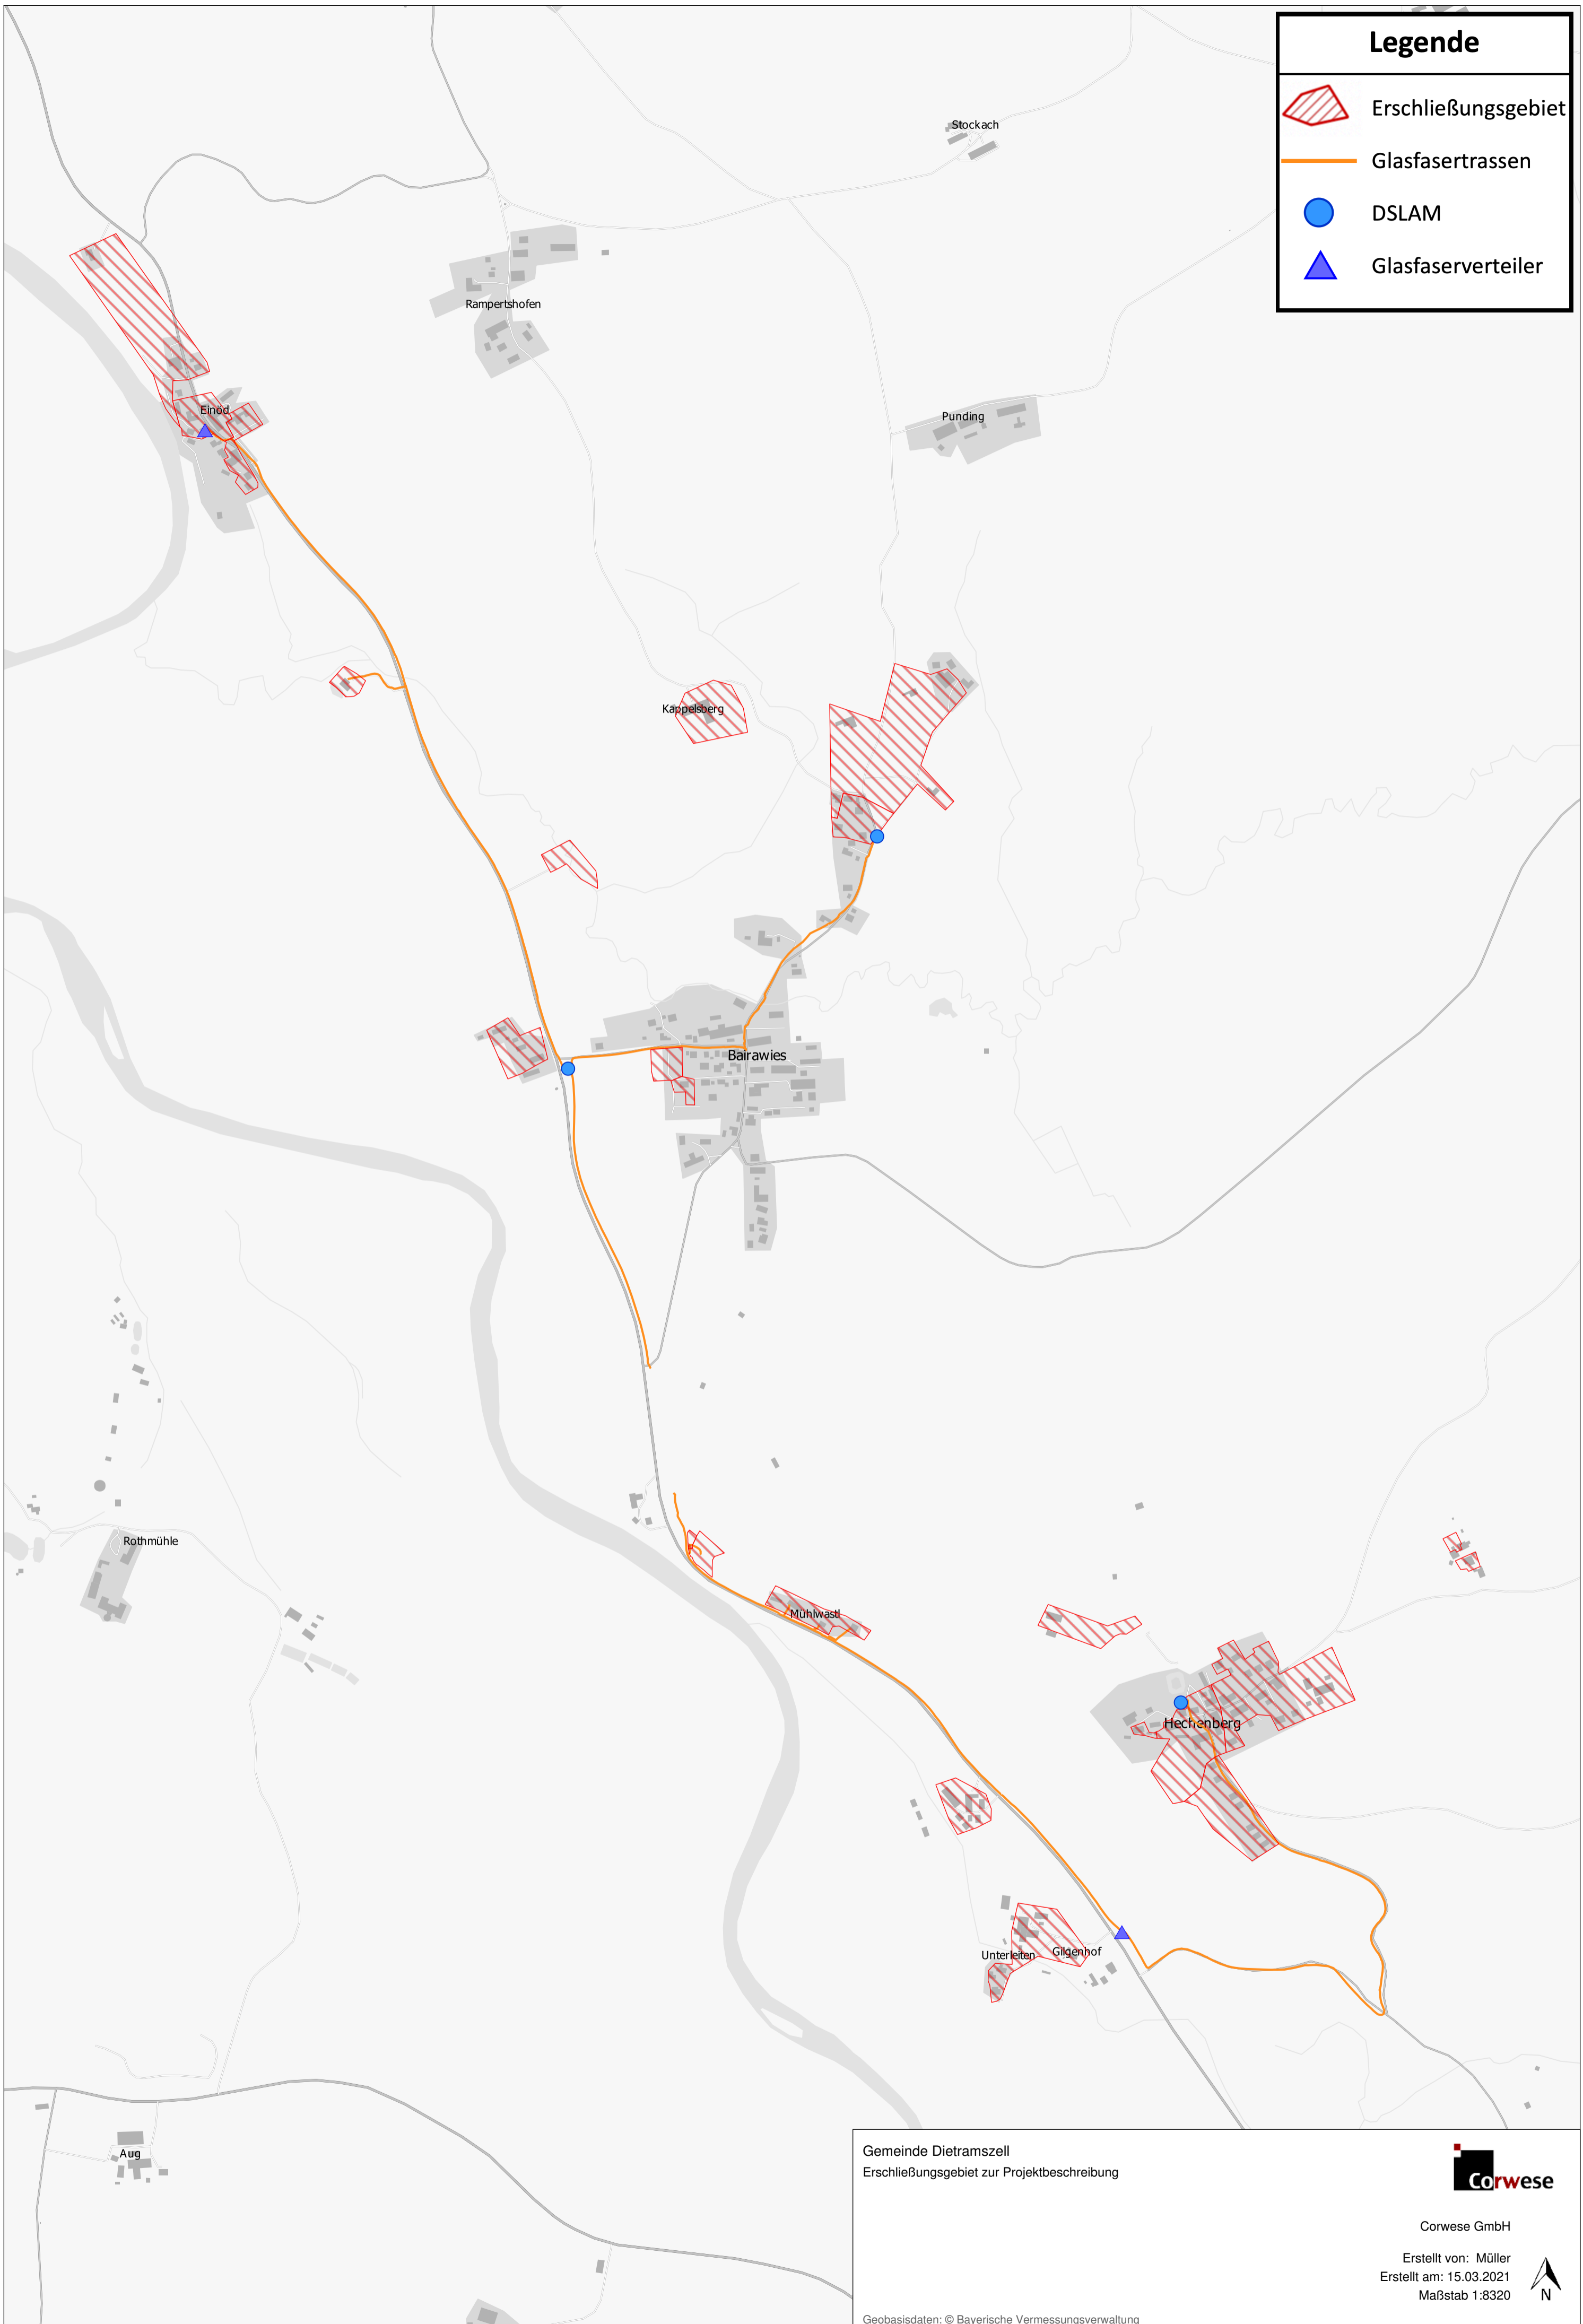 Legende
Erschließungsgebiet
Glasfasertrassen
DSLAM
Glasfaserverteiler
Stockach
Rampertshofen
Einöd
Punding
Kappelsberg
Bairawies
Rothmühle
Mühlwastl
Hechenberg
Unterleiten
Gilgenhof
Aug
Gemeinde Dietramszell
Erschließungsgebiet zur Projektbeschreibung
Corwese
Corwese GmbH
Erstellt von: Müller
Erstellt am: 15.03.2021
Maßstab 1:8320
N
Geobasisdaten: © Bayerische Vermessungsverwaltung